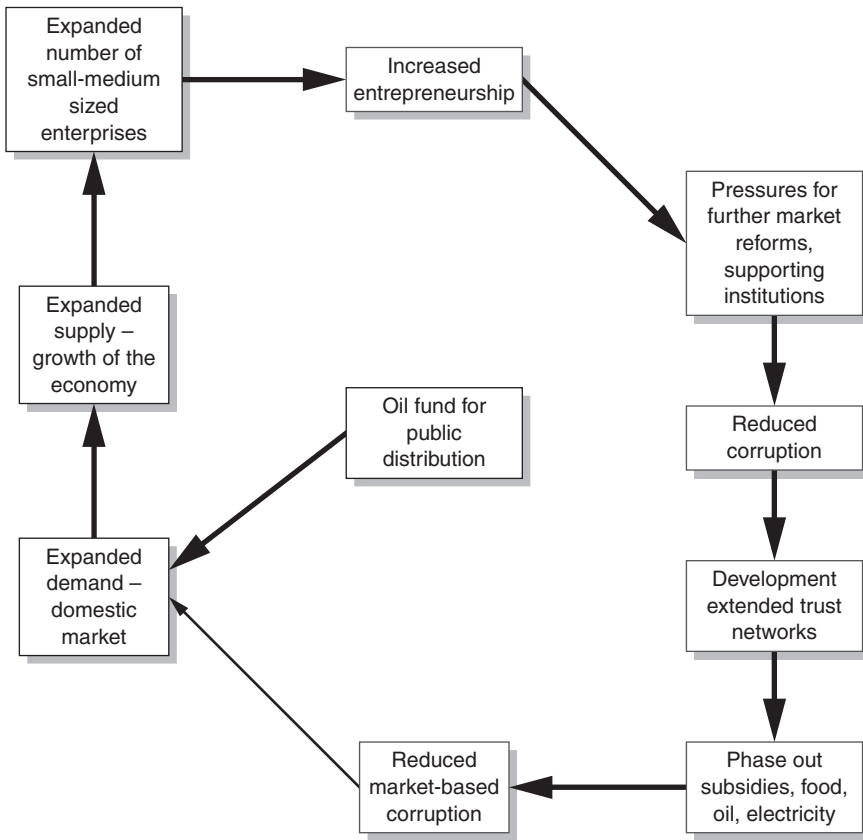 Expanded
number of
small-medium
sized
enterprises
Increased
entrepreneurship
Pressures for
further market
reforms,
supporting
institutions
Expanded
supply –
growth of the
economy
Oil fund for
public
distribution
Reduced
corruption
Expanded
demand –
domestic
market
Development
extended trust
networks
Reduced
market-based
corruption
Phase out
subsidies, food,
oil, electricity